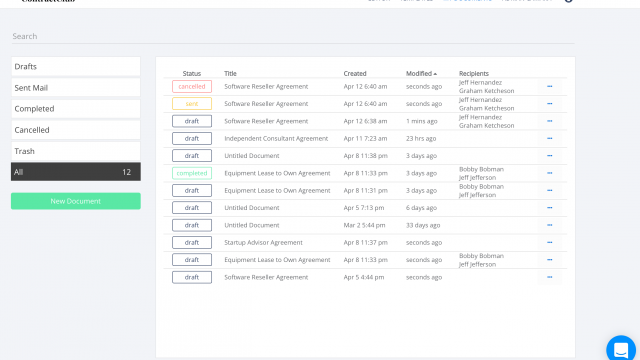 ContractClub
Search
Drafts
Sent Mail
Completed
Cancelled
Trash
All 12
New Document
Status Title Created Modified Recipients
cancelled Software Reseller Agreement Apr 12 6:40 am seconds ago Jeff Hernandez
Graham Ketcheson
sent Software Reseller Agreement Apr 12 6:40 am seconds ago Jeff Hernandez
Graham Ketcheson
draft Software Reseller Agreement Apr 12 6:38 am 1 mins ago Jeff Hernandez
Graham Ketcheson
draft Independent Consultant Agreement Apr 11 7:23 am 23 hrs ago
draft Untitled Document Apr 8 11:38 pm 3 days ago
completed Equipment Lease to Own Agreement Apr 8 11:33 pm 3 days ago Bobby Bobman
Jeff Jefferson
draft Equipment Lease to Own Agreement Apr 8 11:31 pm 3 days ago Bobby Bobman
Jeff Jefferson
draft Untitled Document Apr 5 7:13 pm 6 days ago
draft Untitled Document Mar 2 5:44 pm 33 days ago
draft Startup Advisor Agreement Apr 8 11:37 pm seconds ago
draft Equipment Lease to Own Agreement Apr 8 11:33 pm seconds ago Bobby Bobman
Jeff Jefferson
draft Software Reseller Agreement Apr 5 4:44 pm seconds ago